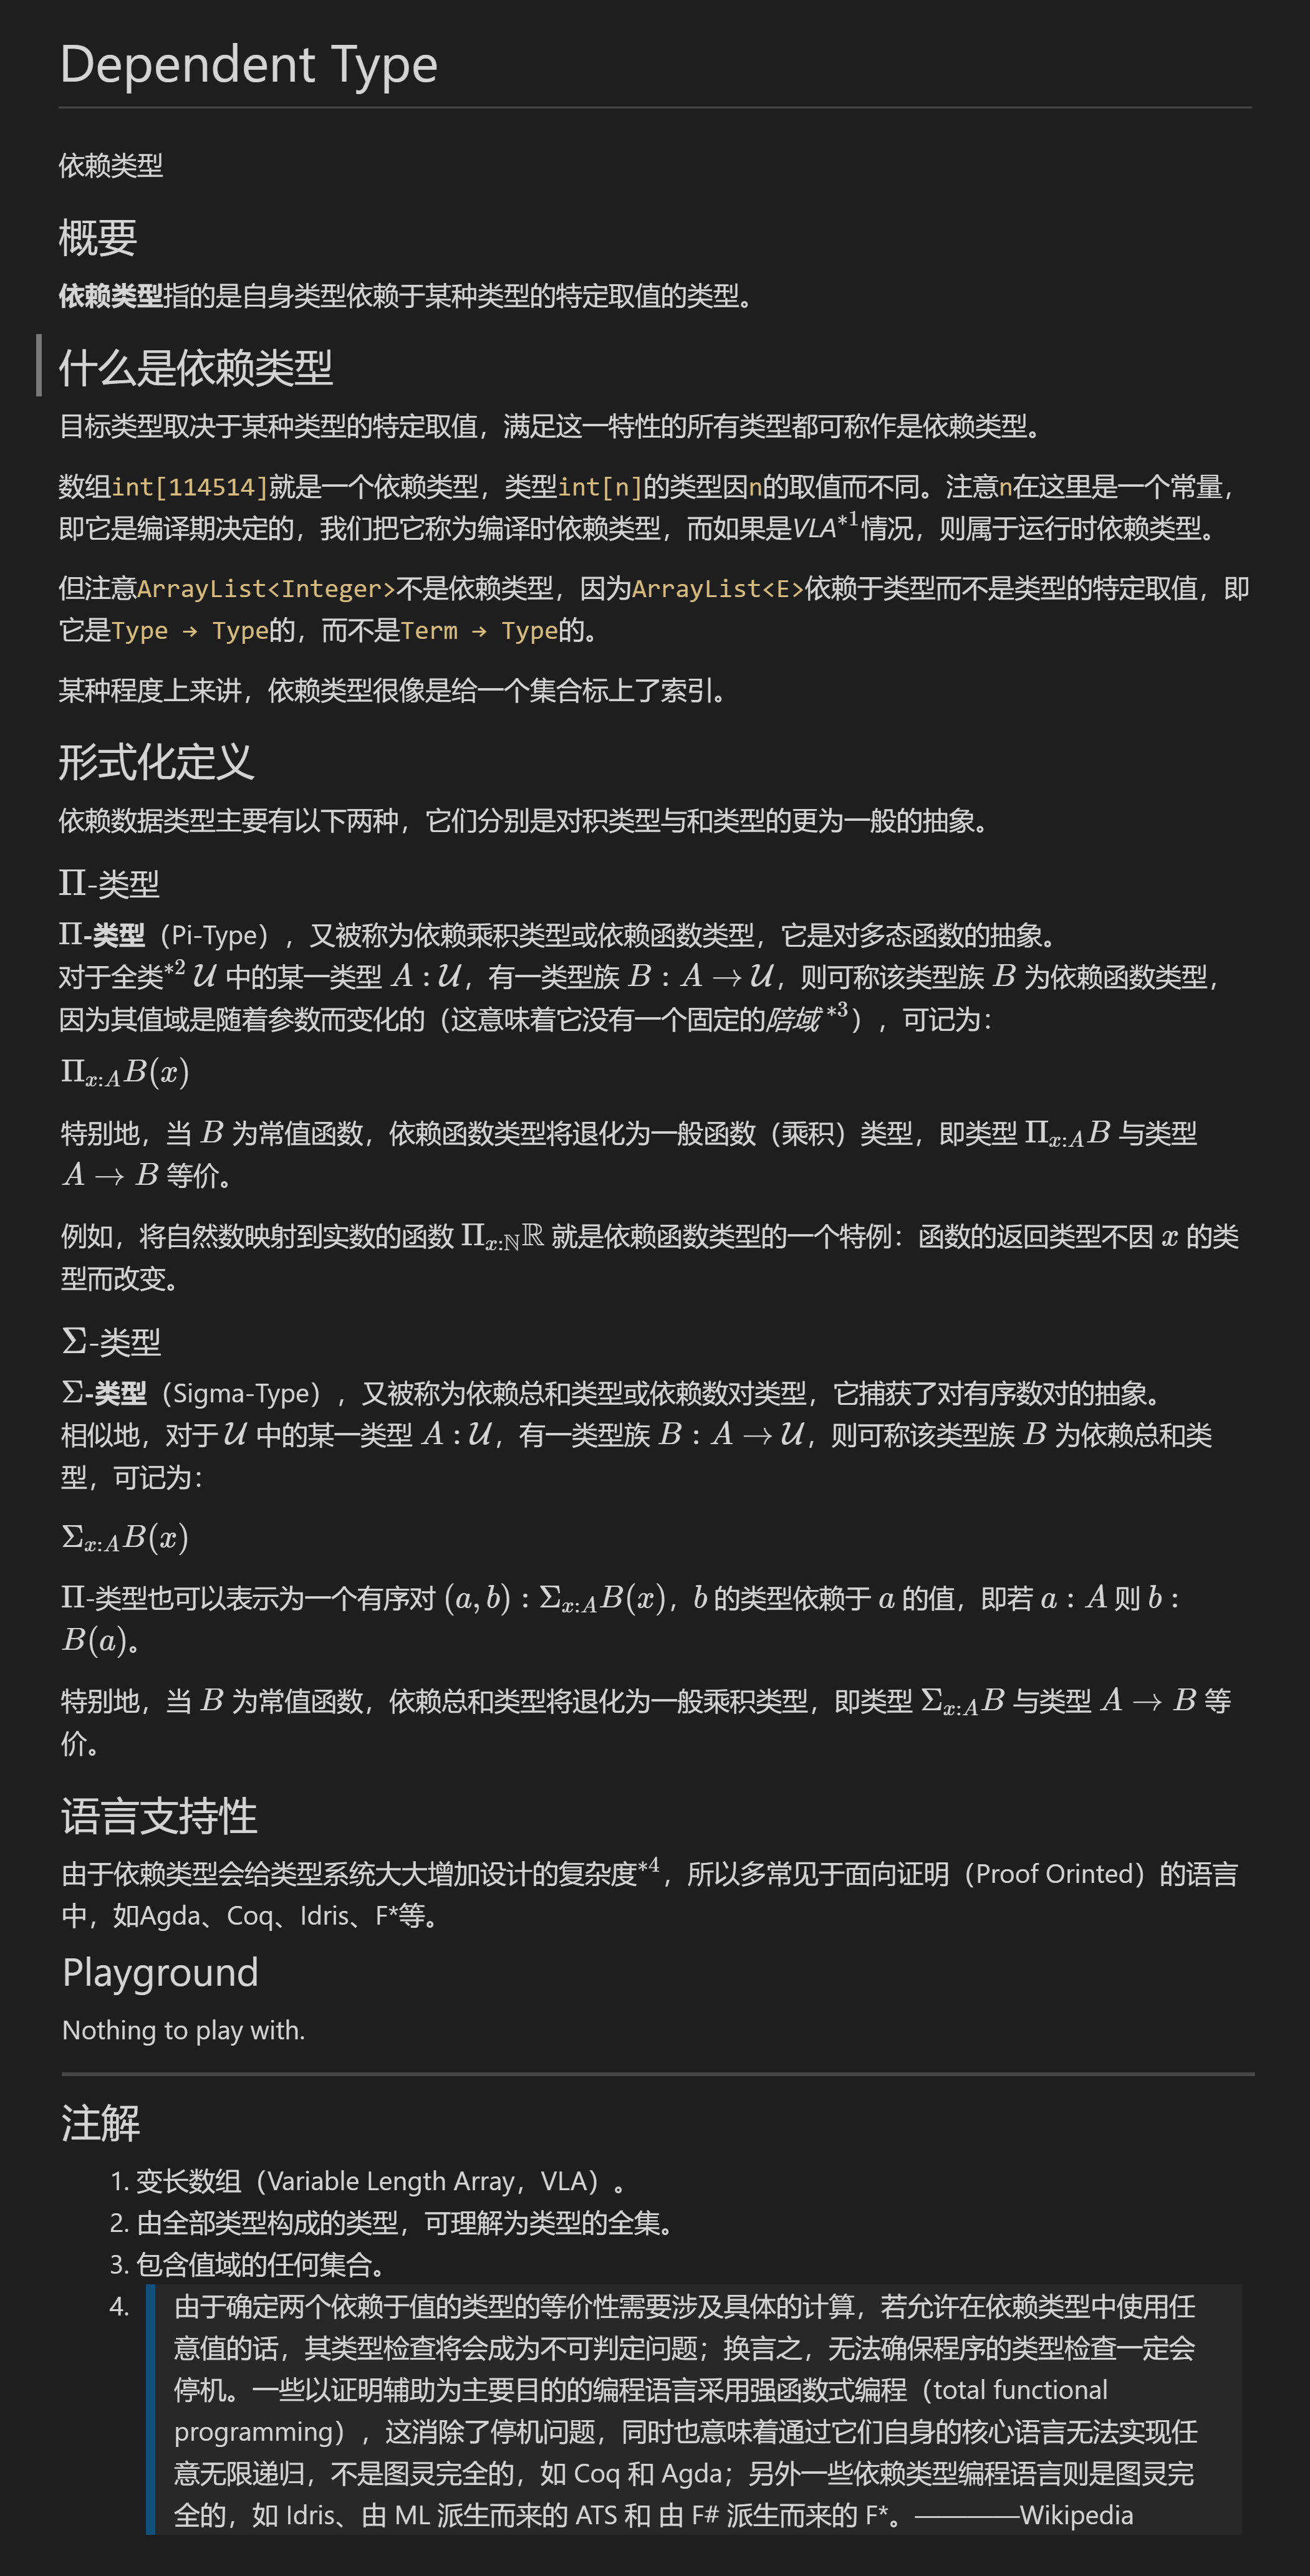 Dependent Type
依赖类型
概要
依赖类型指的是自身类型依赖于某种类型的特定取值的类型。
什么是依赖类型
目标类型取决于某种类型的特定取值，满足这一特性的所有类型都可称作是依赖类型。
数组int[114514]就是一个依赖类型，类型int[n]的类型因n的取值而不同。注意n在这里是一个常量，
即它是编译期决定的，我们把它称为编译时依赖类型，而如果是VLA*1情况，则属于运行时依赖类型。
但注意ArrayList<Integer>不是依赖类型，因为ArrayList<E>依赖于类型而不是类型的特定取值，即
它是Type → Type的，而不是Term → Type的。
某种程度上来讲，依赖类型很像是给一个集合标上了索引。
形式化定义
依赖数据类型主要有以下两种，它们分别是对积类型与和类型的更为一般的抽象。
Π-类型
Π-类型（Pi-Type），又被称为依赖乘积类型或依赖函数类型，它是对多态函数的抽象。
对于全类*2 𝒰 中的某一类型 A : 𝒰，有一类型族 B : A → 𝒰，则可称该类型族 B 为依赖函数类型，
因为其值域是随着参数而变化的（这意味着它没有一个固定的陪域*3），可记为：
Πx:AB(x)
特别地，当 B 为常值函数，依赖函数类型将退化为一般函数（乘积）类型，即类型 Πx:AB 与类型
A → B 等价。
例如，将自然数映射到实数的函数 Πx:ℕℝ 就是依赖函数类型的一个特例：函数的返回类型不因 x 的类
型而改变。
Σ-类型
Σ-类型（Sigma-Type），又被称为依赖总和类型或依赖数对类型，它捕获了对有序数对的抽象。
相似地，对于 𝒰 中的某一类型 A : 𝒰，有一类型族 B : A → 𝒰，则可称该类型族 B 为依赖总和类
型，可记为：
Σx:AB(x)
Π-类型也可以表示为一个有序对 (a, b) : Σx:AB(x)，b 的类型依赖于 a 的值，即若 a : A 则 b :
B(a)。
特别地，当 B 为常值函数，依赖总和类型将退化为一般乘积类型，即类型 Σx:AB 与类型 A → B 等
价。
语言支持性
由于依赖类型会给类型系统大大增加设计的复杂度*4，所以多常见于面向证明（Proof Orinted）的语言
中，如Agda、Coq、Idris、F*等。
Playground
Nothing to play with.
注解
1. 变长数组（Variable Length Array，VLA）。
2. 由全部类型构成的类型，可理解为类型的全集。
3. 包含值域的任何集合。
4. 由于确定两个依赖于值的类型的等价性需要涉及具体的计算，若允许在依赖类型中使用任
意值的话，其类型检查将会成为不可判定问题；换言之，无法确保程序的类型检查一定会
停机。一些以证明辅助为主要目的的编程语言采用强函数式编程（total functional
programming），这消除了停机问题，同时也意味着通过它们自身的核心语言无法实现任
意无限递归，不是图灵完全的，如 Coq 和 Agda；另外一些依赖类型编程语言则是图灵完
全的，如 Idris、由 ML 派生而来的 ATS 和 由 F# 派生而来的 F*。————Wikipedia